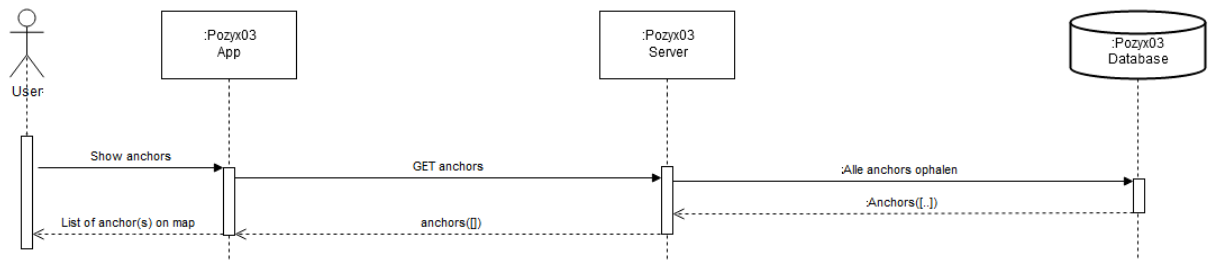 :Pozyx03
App
:Pozyx03
Server
:Pozyx03
Database
User
Show anchors
GET anchors
:Alle anchors ophalen
:Anchors([..])
anchors([])
List of anchor(s) on map